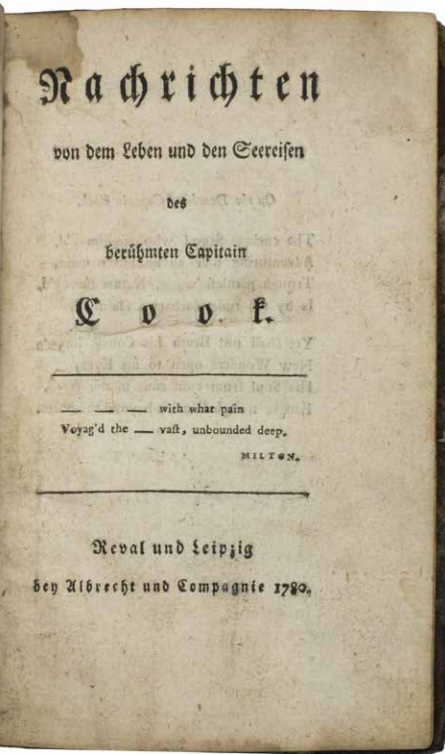 Nachrichten
von dem Leben und den Seereisen
des
berühmten Capitain
Cook.
— — — with what pain
Voyag'd the — vast, unbounded deep.
MILTON.
Reval und Leipzig
bey Albrecht und Compagnie 1780.